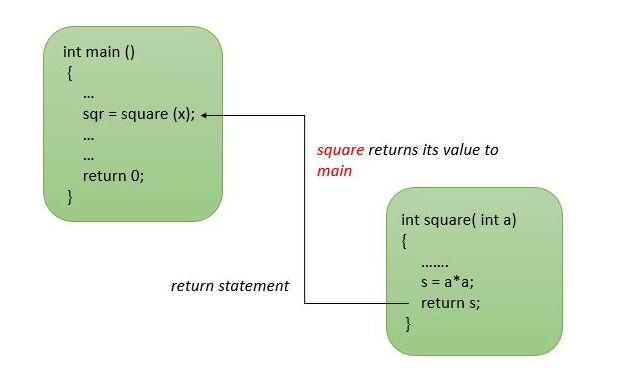 int main ()
{
...
sqr = square (x);
...
...
return 0;
}
square returns its value to
main
return statement
int square( int a)
{
.......
s = a*a;
return s;
}